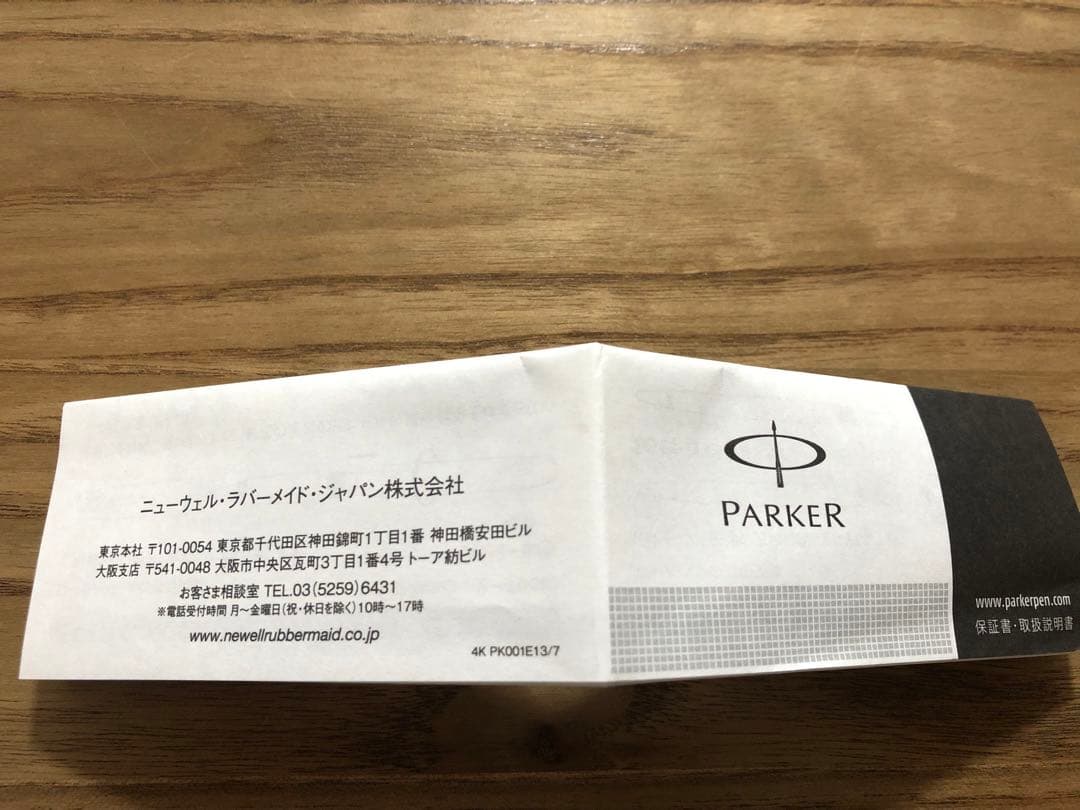 ニューウェル・ラバーメイド・ジャパン株式会社
東京本社 〒101-0054 東京都千代田区神田錦町1丁目1番 神田橋安田ビル
大阪支店 〒541-0048 大阪市中央区瓦町3丁目1番4号 トーア紡ビル
お客さま相談室 TEL.03(5259)6431
※電話受付時間 月～金曜日(祝・休日を除く)10時～17時
www.newellrubbermaid.co.jp
4K PK001E13/7
PARKER
www.parkerpen.com
保証書・取扱説明書